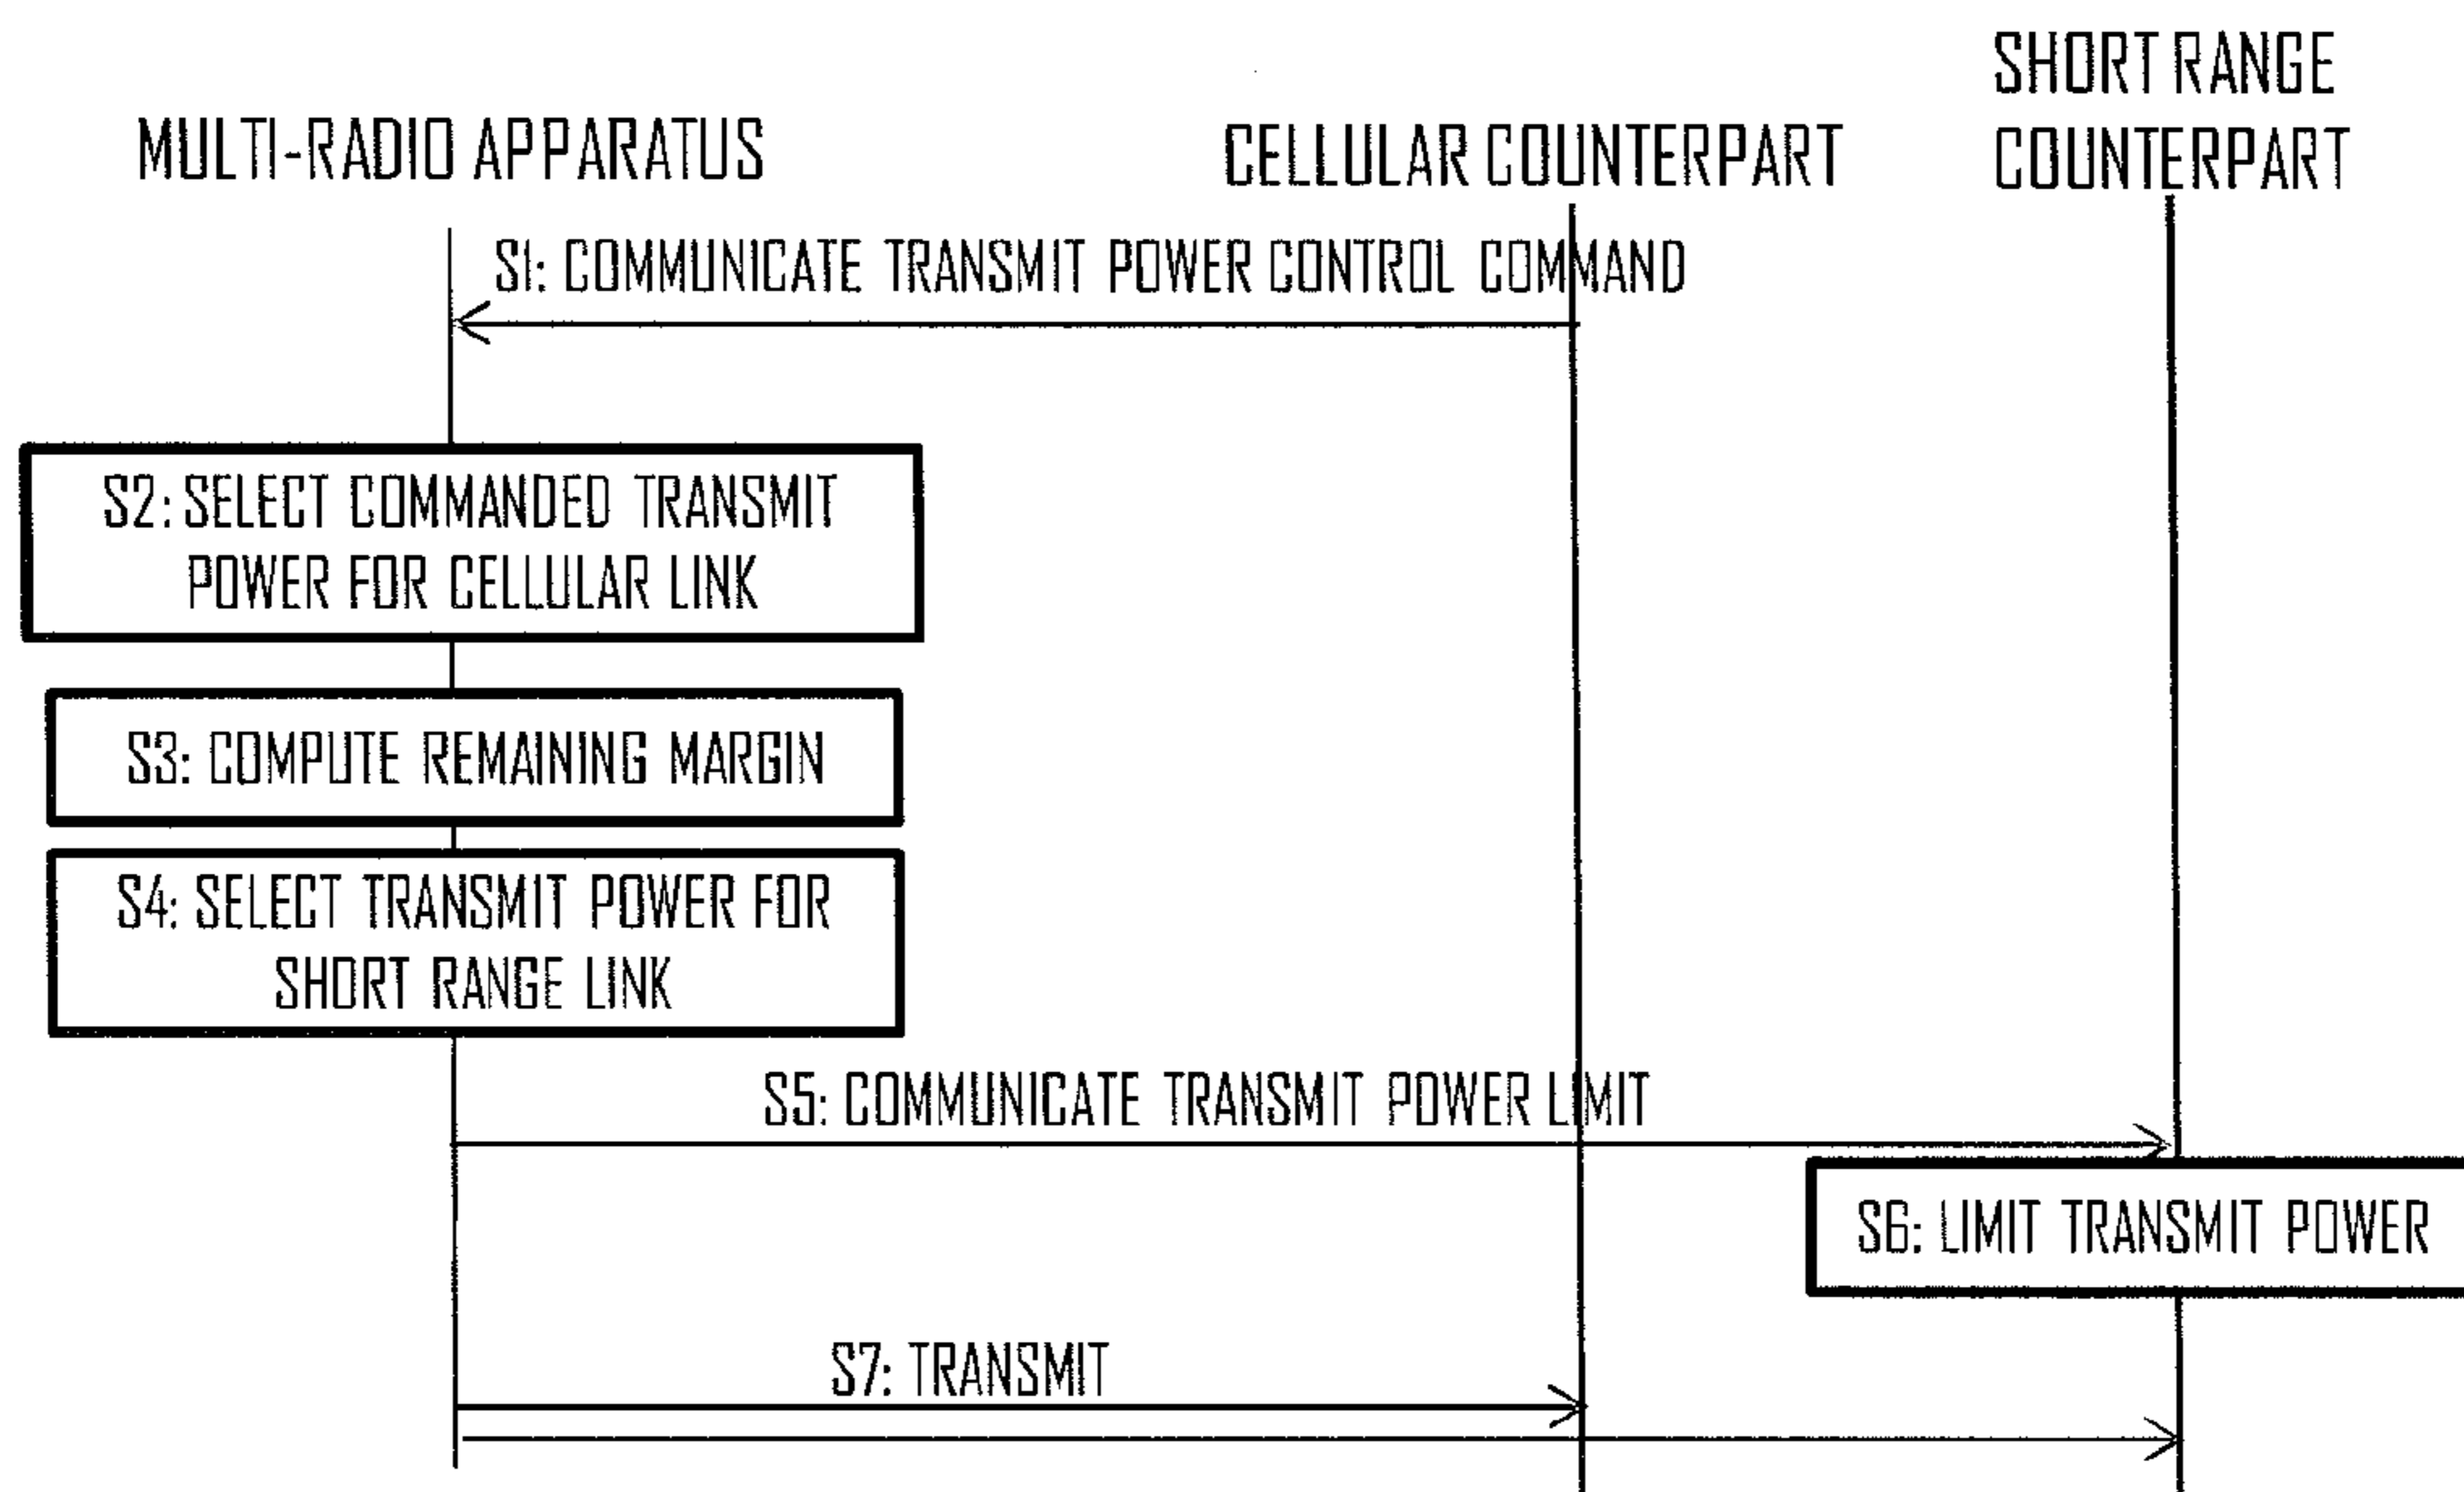 SHORT RANGE
COUNTERPART
MULTI-RADIO APPARATUS
CELLULAR COUNTERPART
S1: COMMUNICATE TRANSMIT POWER CONTROL COMMAND
S2: SELECT COMMANDED TRANSMIT
POWER FOR CELLULAR LINK
S3: COMPUTE REMAINING MARGIN
S4: SELECT TRANSMIT POWER FOR
SHORT RANGE LINK
S5: COMMUNICATE TRANSMIT POWER LIMIT
S6: LIMIT TRANSMIT POWER
S7: TRANSMIT